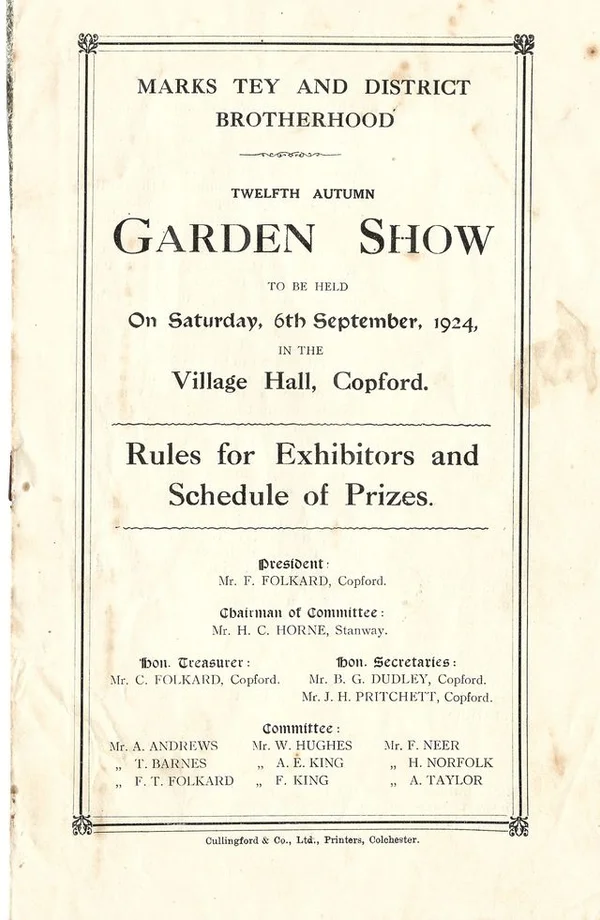 MARKS TEY AND DISTRICT
BROTHERHOOD
TWELFTH AUTUMN
GARDEN SHOW
TO BE HELD
On Saturday, 6th September, 1924,
IN THE
Village Hall, Copford.
Rules for Exhibitors and
Schedule of Prizes.
President:
Mr. F. FOLKARD, Copford.
Chairman of Committee:
Mr. H. C. HORNE, Stanway.
Hon. Treasurer: Hon. Secretaries:
Mr. C. FOLKARD, Copford. Mr. B. G. DUDLEY, Copford.
Mr. J. H. PRITCHETT, Copford.
Committee:
Mr. A. ANDREWS Mr. W. HUGHES Mr. F. NEER
„ T. BARNES „ A. E. KING „ H. NORFOLK
„ F. T. FOLKARD „ F. KING „ A. TAYLOR
Cullingford & Co., Ltd., Printers, Colchester.